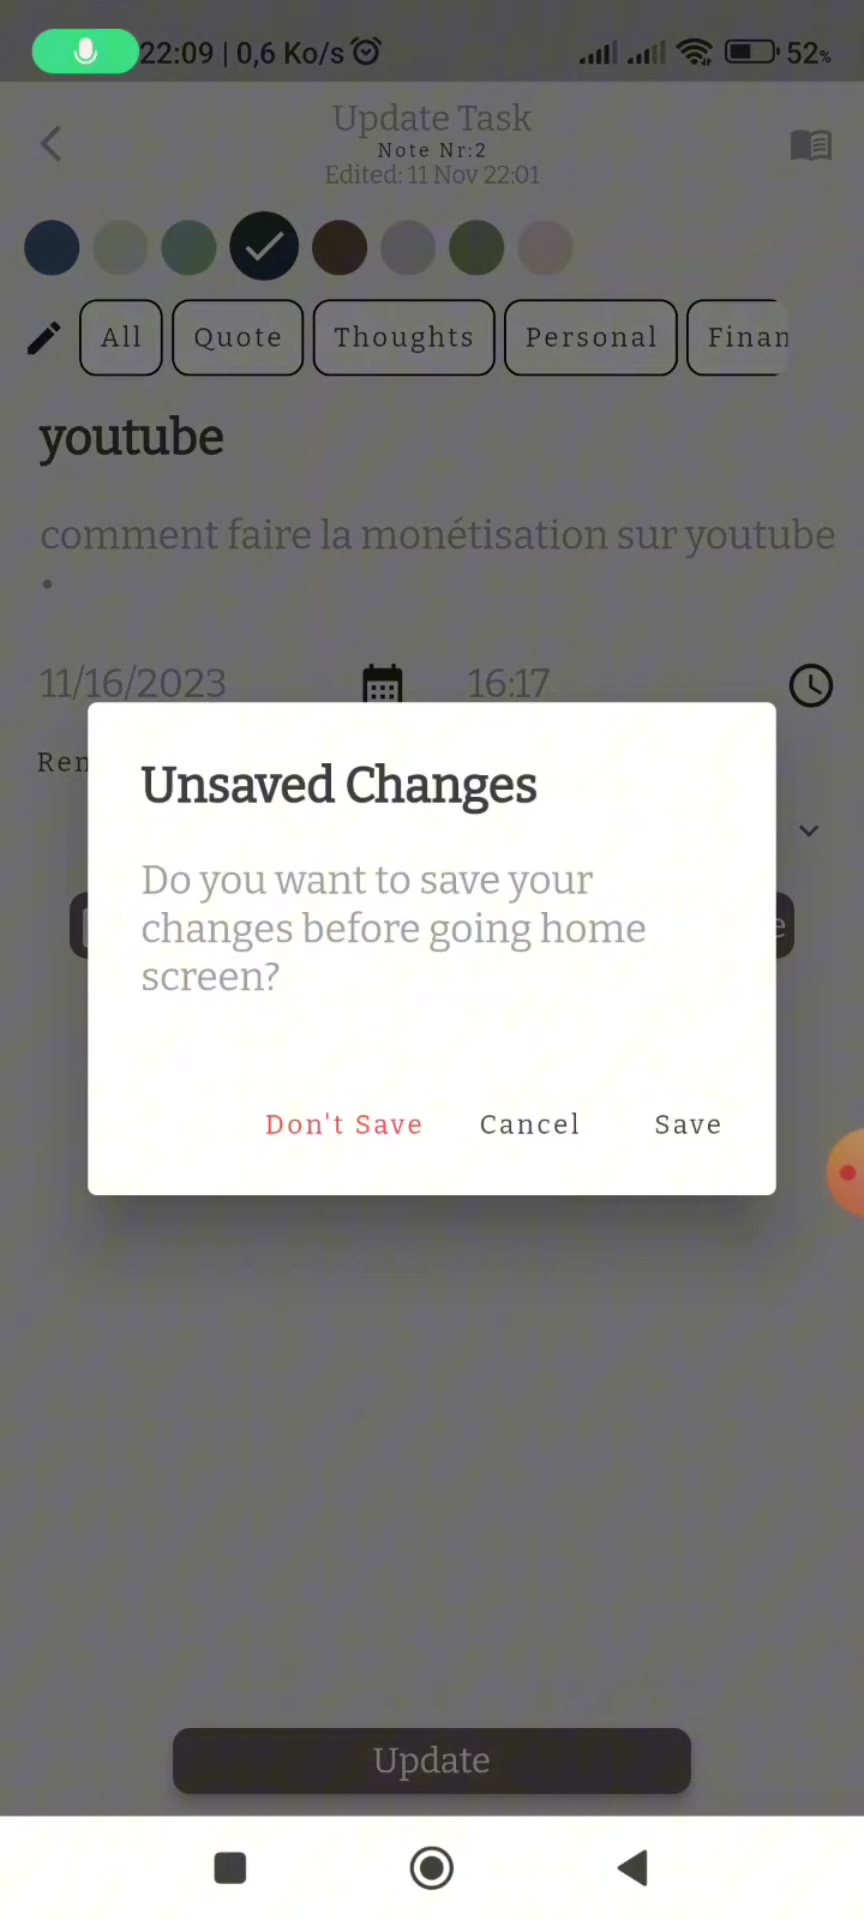 22:09 | 0,6 Ko/s 52%
Update Task
Note Nr:2
Edited: 11 Nov 22:01
All Quote Thoughts Personal Finan
youtube
comment faire la monétisation sur youtube
.
11/16/2023 16:17
Rem
Unsaved Changes
Do you want to save your
changes before going home
screen?
e
Don't Save Cancel Save
Update